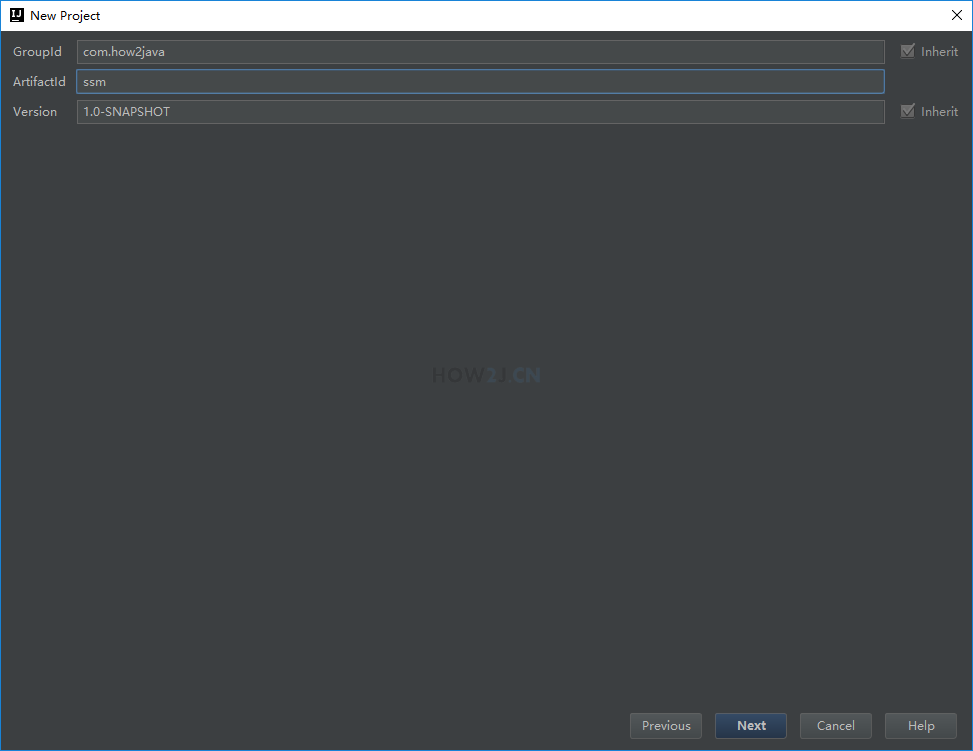 New Project
GroupId com.how2java Inherit
ArtifactId ssm
Version 1.0-SNAPSHOT Inherit
HOW2J.CN
Previous Next Cancel Help